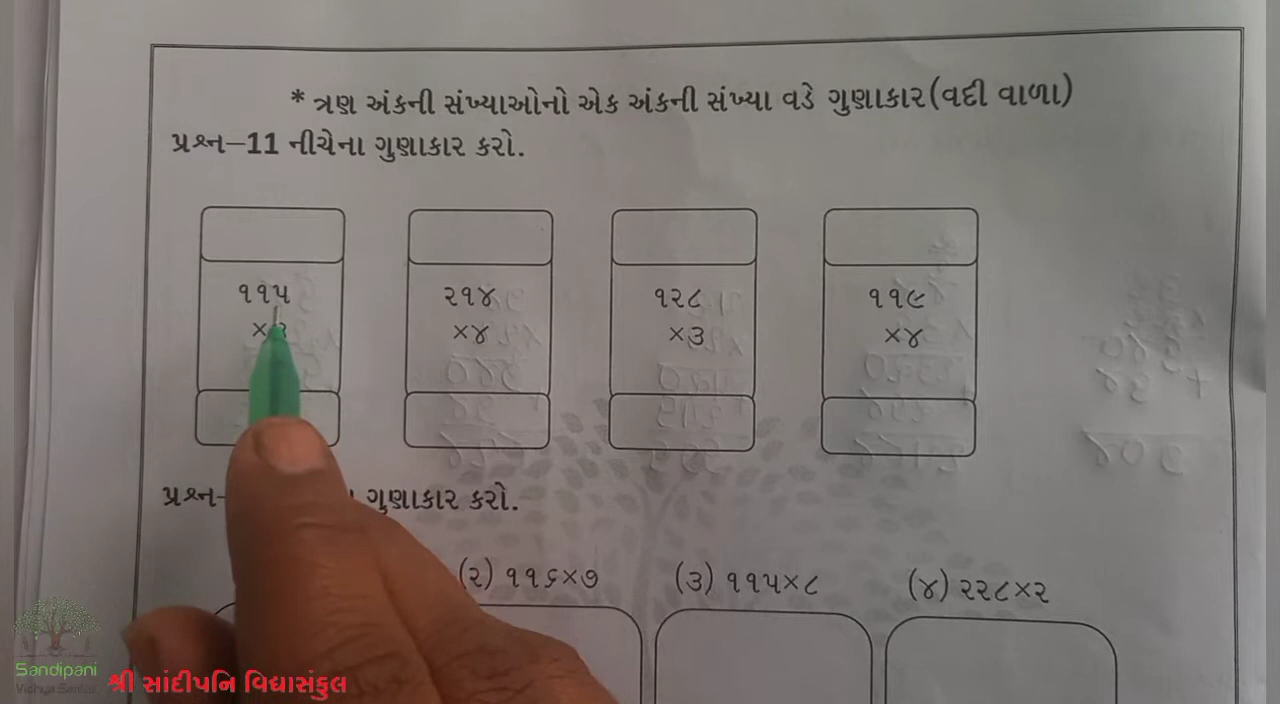 * ત્રણ અંકની સંખ્યાઓનો એક અંકની સંખ્યા વડે ગુણાકાર(વદી વાળા)
પ્રશ્ન–11 નીચેના ગુણાકાર કરો.
૧૧૫ ૨૧૪ ૧૨૮ ૧૧૯
× ×૪ ×૩ ×૪
પ્રશ્ન– ગુણાકાર કરો.
(૨) ૧૧૬×૭ (૩) ૧૧૫×૮ (૪) ૨૨૮×૨
Sandipani
શ્રી સાંદીપનિ વિદ્યાસંકુલ